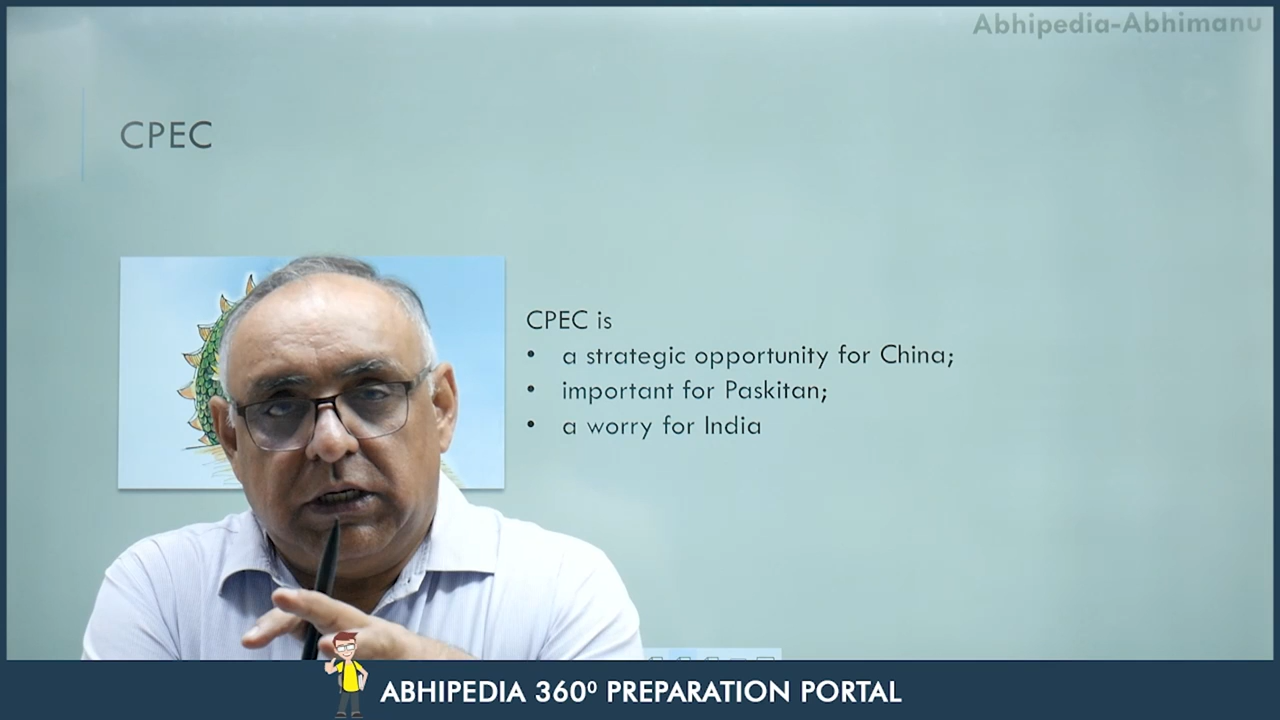 Abhipedia-Abhimanu
CPEC
CPEC is
• a strategic opportunity for China;
• important for Paskitan;
• a worry for India
ABHIPEDIA 360⁰ PREPARATION PORTAL